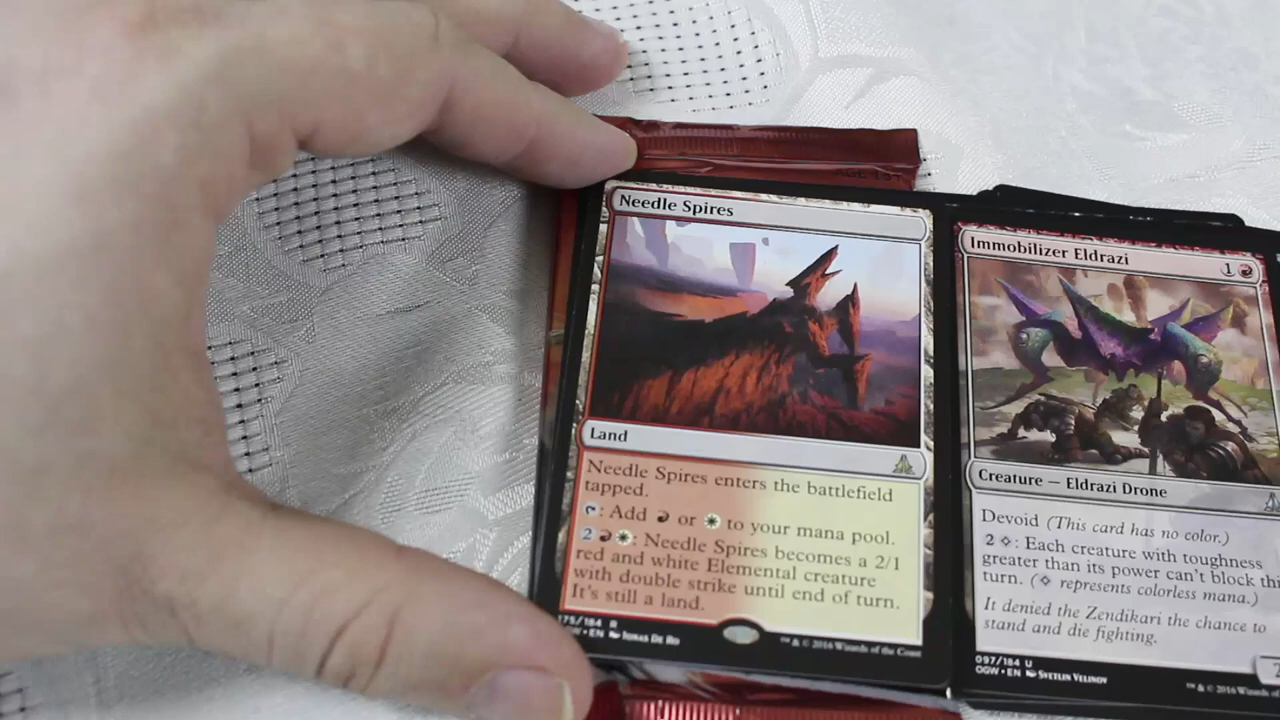 AGE 13+
Needle Spires
Land
Needle Spires enters the battlefield
tapped.
: Add or to your mana pool.
2 : Needle Spires becomes a 2/1
red and white Elemental creature
with double strike until end of turn.
It's still a land.
175/184 R
OGW • EN Jonas De Ro
™ & © 2016 Wizards of the Coast
Immobilizer Eldrazi
1
Creature — Eldrazi Drone
Devoid (This card has no color.)
2 : Each creature with toughness
greater than its power can't block this
turn. ( represents colorless mana.)
It denied the Zendikari the chance to
stand and die fighting.
097/184 U
OGW • EN Svetlin Velinov
™ & © 2016 Wizards of